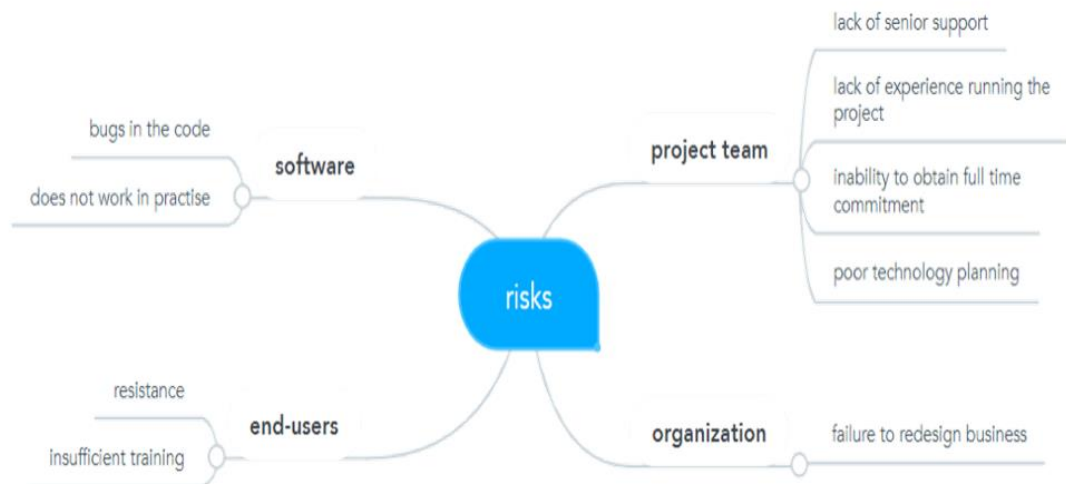 lack of senior support
lack of experience running the
project
bugs in the code
project team
software
inability to obtain full time
commitment
does not work in practise
poor technology planning
risks
resistance
end-users
organization
failure to redesign business
insufficient training